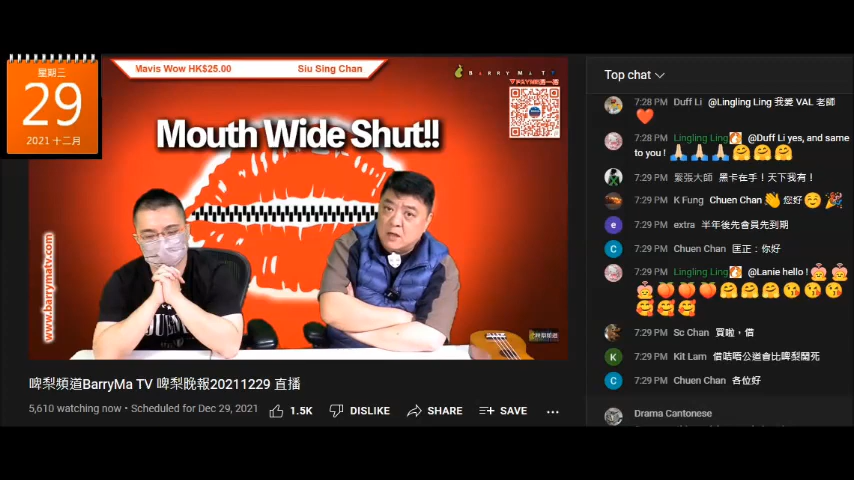 星期三
29
2021 十二月
Mavis Wow HK$25.00
Siu Sing Chan
BARRY MA TV
Mouth Wide Shut!!
www.barrymatv.com
啤梨頻道BarryMa TV 啤梨晚報20211229 直播
5,610 watching now • Scheduled for Dec 29, 2021
1.5K
DISLIKE
SHARE
SAVE
Top chat
7:28 PM Duff Li @Lingling Ling 我愛 VAL 老師
7:28 PM Lingling Ling @Duff Li yes, and same
to you !
7:29 PM 緊張大師 黑卡在手！天下我有！
7:29 PM K Fung @Chuen Chan 您好
7:29 PM extra 半年後先會員先到期
7:29 PM Chuen Chan 匡正：你好
7:29 PM Lingling Ling @Lanie hello !
7:29 PM Sc Chan 買啦，借
7:29 PM Kit Lam 借咭唔公道會比啤梨鬧死
7:29 PM Chuen Chan 各位好
Drama Cantonese